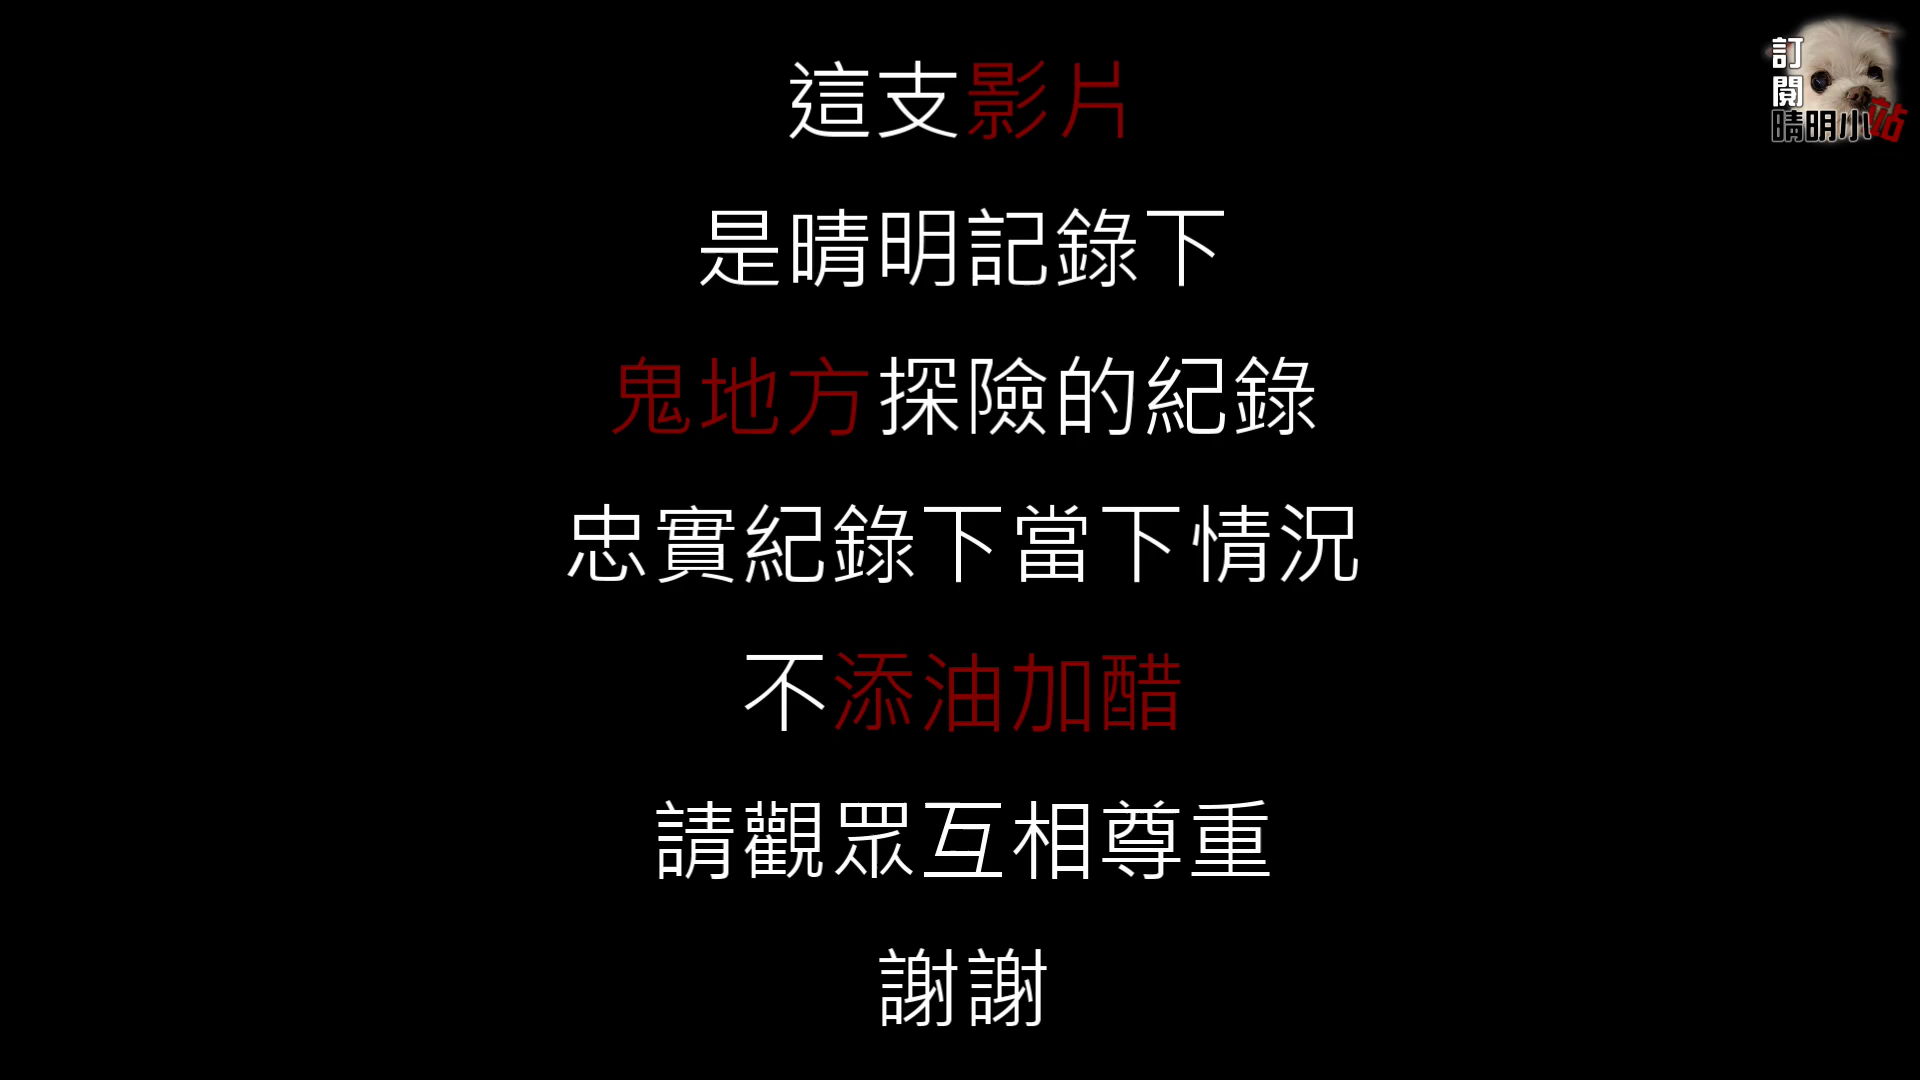 這支影片
是晴明記錄下
鬼地方探險的紀錄
忠實紀錄下當下情況
不添油加醋
請觀眾互相尊重
謝謝
訂閱
晴明小站